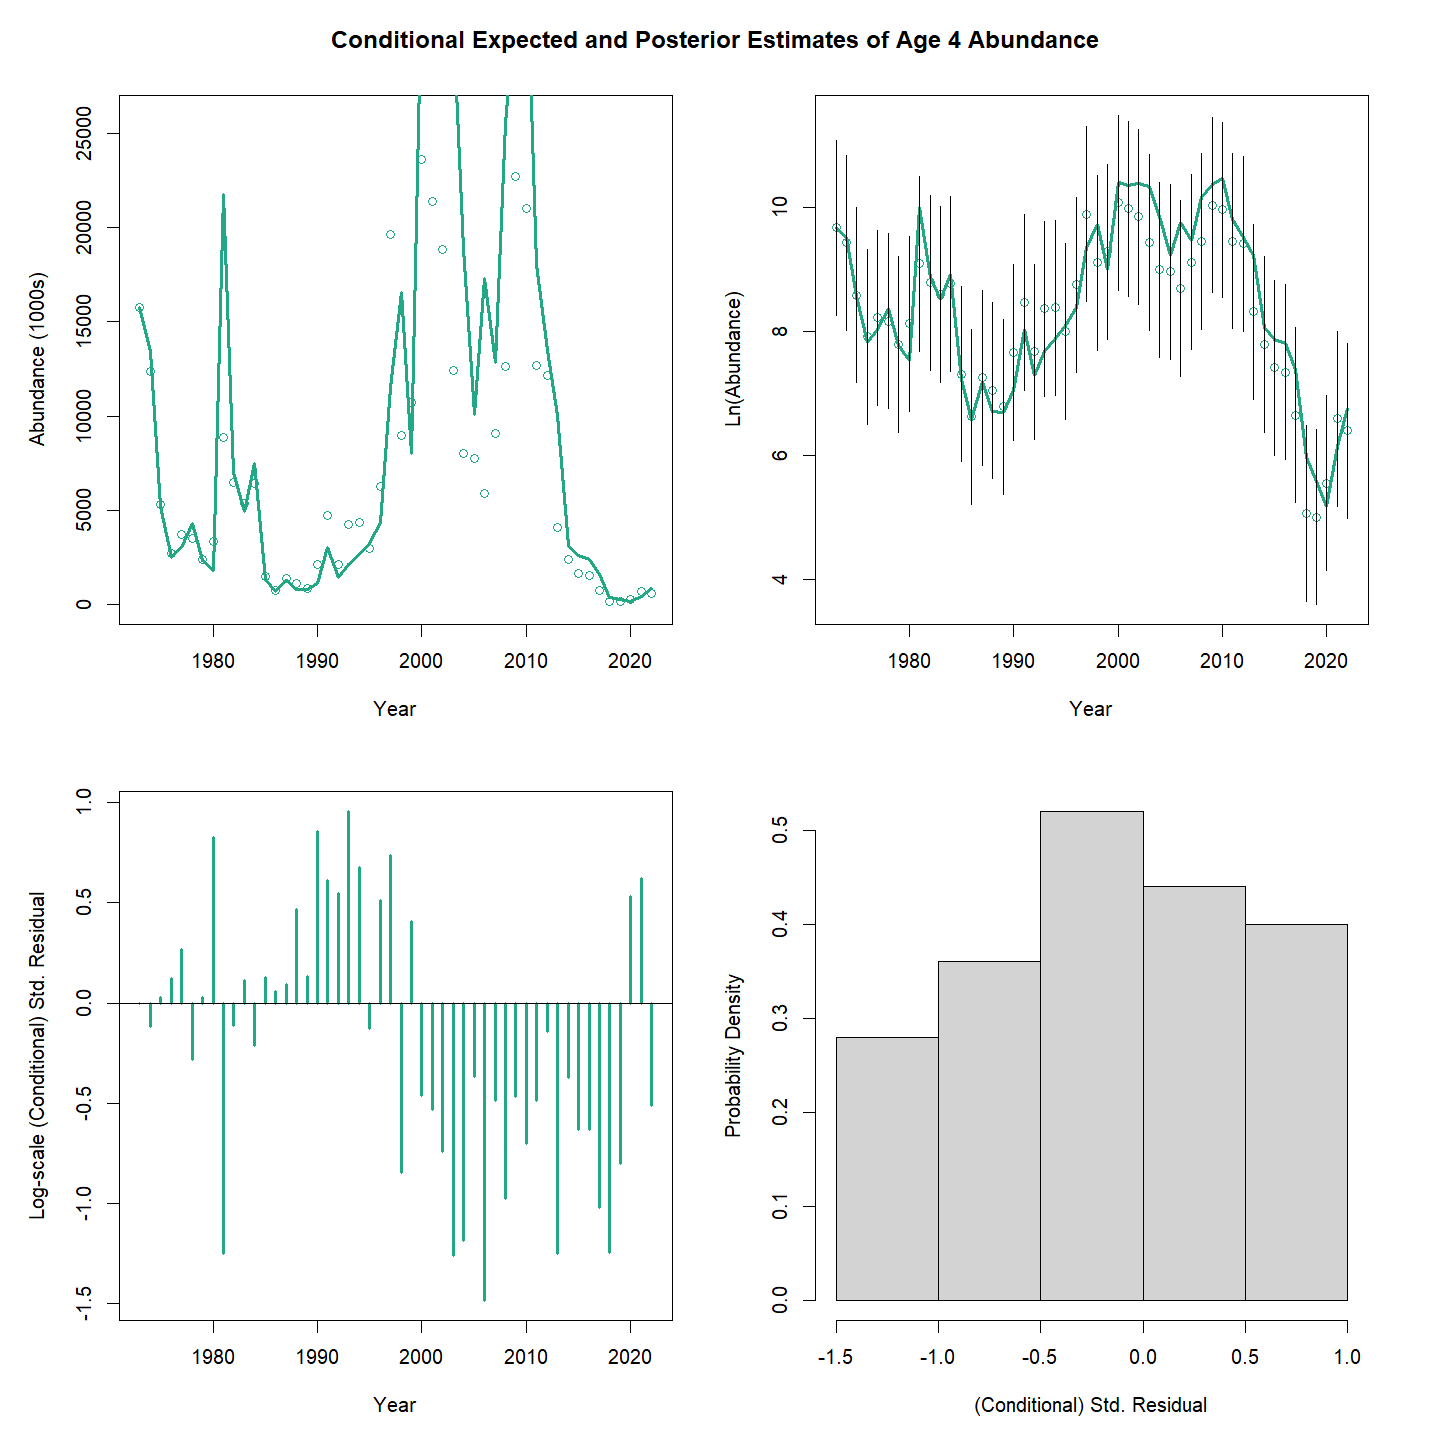 Conditional Expected and Posterior Estimates of Age 4 Abundance
Abundance (1000s)
25000
20000
15000
10000
5000
0
1980 1990 2000 2010 2020
Year
Ln(Abundance)
10
8
6
4
1980 1990 2000 2010 2020
Year
Log-scale (Conditional) Std. Residual
1.0
0.5
0.0
-0.5
-1.0
-1.5
1980 1990 2000 2010 2020
Year
Probability Density
0.5
0.4
0.3
0.2
0.1
0.0
-1.5 -1.0 -0.5 0.0 0.5 1.0
(Conditional) Std. Residual